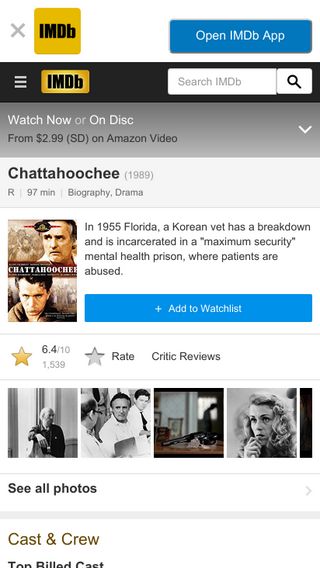 IMDb
Open IMDb App
IMDb
Search IMDb
Watch Now or On Disc
From $2.99 (SD) on Amazon Video
Chattahoochee (1989)
R | 97 min | Biography, Drama
CHATTAHOOCHEE
In 1955 Florida, a Korean vet has a breakdown
and is incarcerated in a "maximum security"
mental health prison, where patients are
abused.
+ Add to Watchlist
6.4/10
1,539
Rate
Critic Reviews
See all photos
Cast & Crew
Top Billed Cast